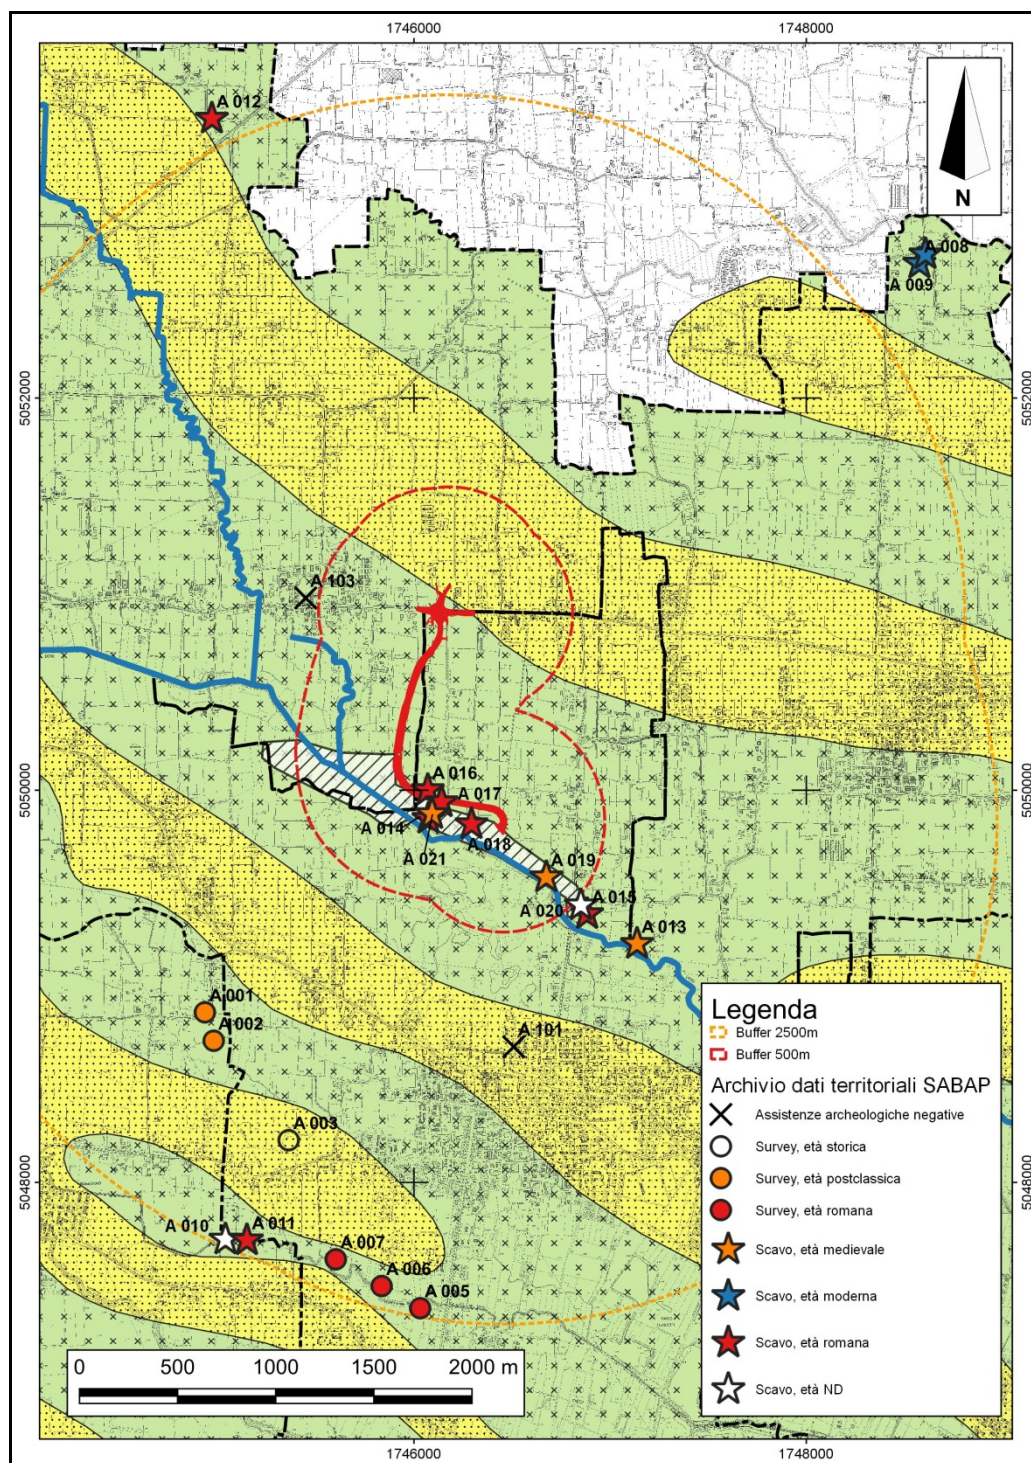 1746000
1748000
A 012
N
A 008
A 009
5052000
5052000
A 103
5050000
5050000
A 016
A 017
A 014
A 018
A 021
A 019
A 015
A 020
A 013
A 001
A 002
A 101
A 003
5048000
5048000
A 010
A 011
A 007
A 006
A 005
Legenda
Buffer 2500m
Buffer 500m
Archivio dati territoriali SABAP
Assistenze archeologiche negative
Survey, età storica
Survey, età postclassica
Survey, età romana
Scavo, età medievale
Scavo, età moderna
Scavo, età romana
Scavo, età ND
0 500 1000 1500 2000 m
1746000
1748000